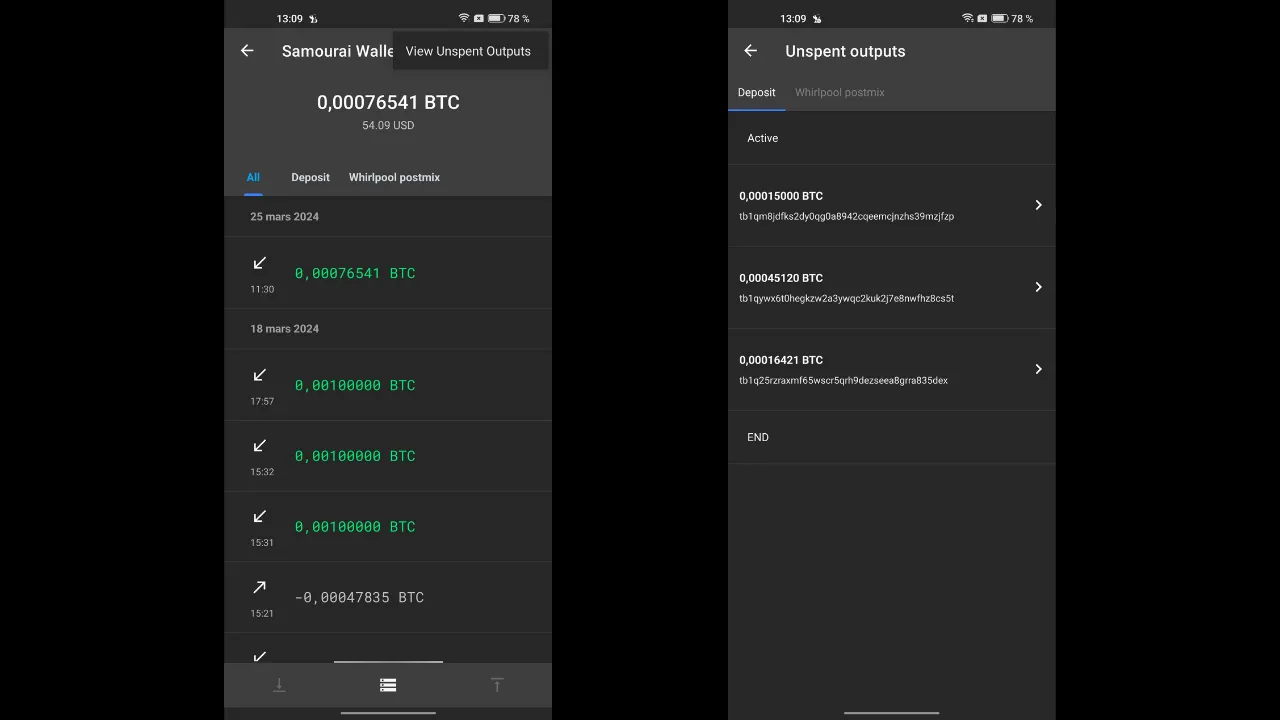 13:09
78 %
Samourai Walle
View Unspent Outputs
0,00076541 BTC
54.09 USD
All Deposit Whirlpool postmix
25 mars 2024
0,00076541 BTC
11:30
18 mars 2024
0,00100000 BTC
17:57
0,00100000 BTC
15:32
0,00100000 BTC
15:31
-0,00047835 BTC
15:21
13:09
78 %
Unspent outputs
Deposit Whirlpool postmix
Active
0,00015000 BTC
tb1qm8jdfks2dy0qg0a8942cqeemcjnzhs39mzjfzp
0,00045120 BTC
tb1qywx6t0hegkzw2a3ywqc2kuk2j7e8nwfhz8cs5t
0,00016421 BTC
tb1q25rzraxmf65wscr5qrh9dezseea8grra835dex
END